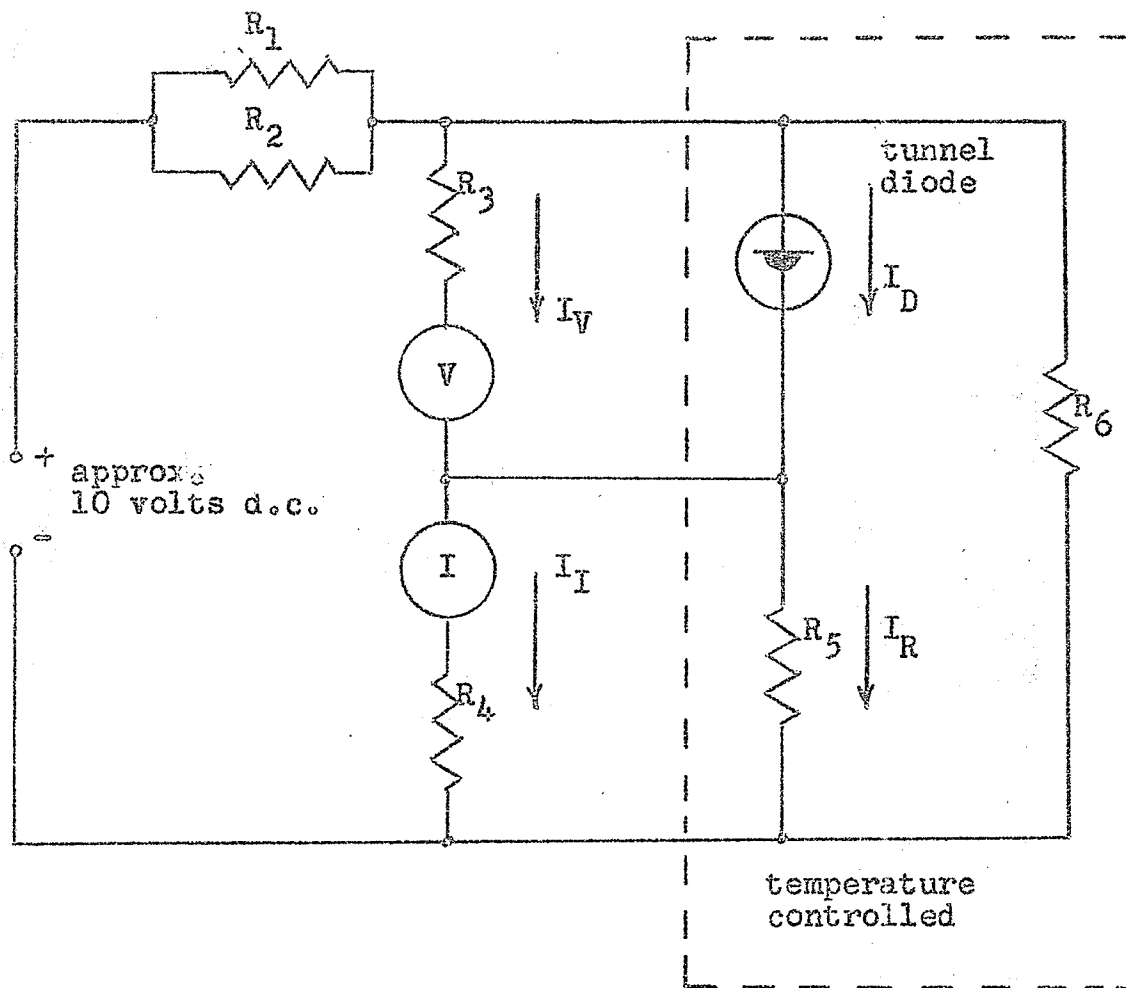 R1
R2
R3
tunnel
diode
IV
ID
V
R6
+ approx.
10 volts d.c.
-
I
II
R5
IR
R4
temperature
controlled